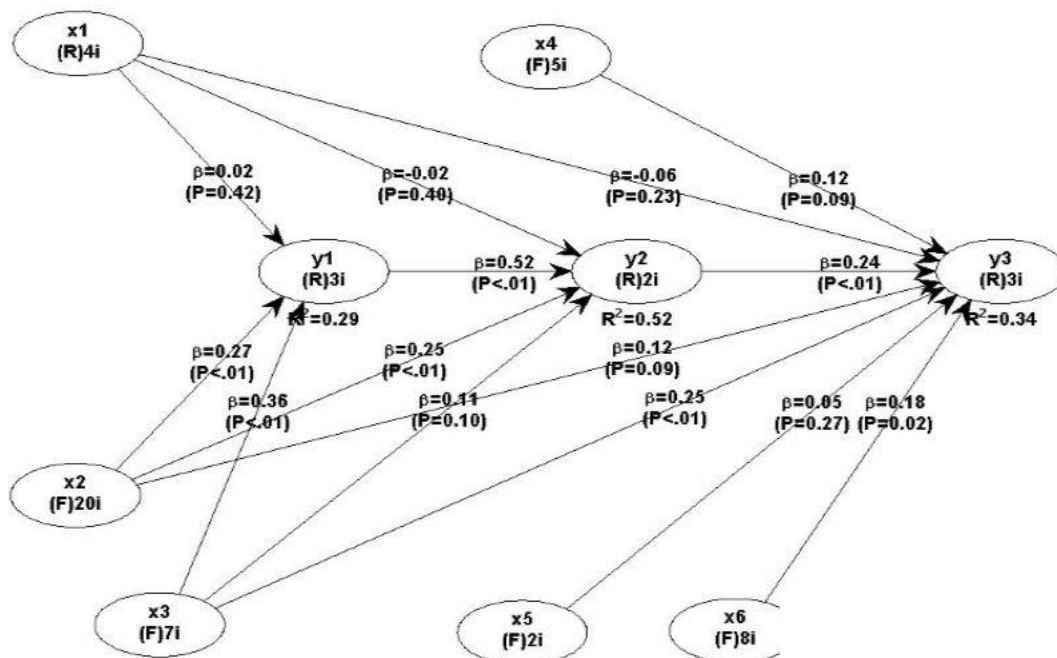 x1
(R)4i
x4
(F)5i
β=0.02
(P=0.42)
β=-0.02
(P=0.40)
β=-0.06
(P=0.23)
β=0.12
(P=0.09)
y1
(R)3i
R²=0.29
β=0.52
(P<.01)
y2
(R)2i
R²=0.52
β=0.24
(P<.01)
y3
(R)3i
R²=0.34
β=0.27
(P<.01)
β=0.25
(P<.01)
β=0.12
(P=0.09)
β=0.36
(P<.01)
β=0.11
(P=0.10)
β=0.25
(P<.01)
β=0.05
(P=0.27)
β=0.18
(P=0.02)
x2
(F)20i
x3
(F)7i
x5
(F)2i
x6
(F)8i